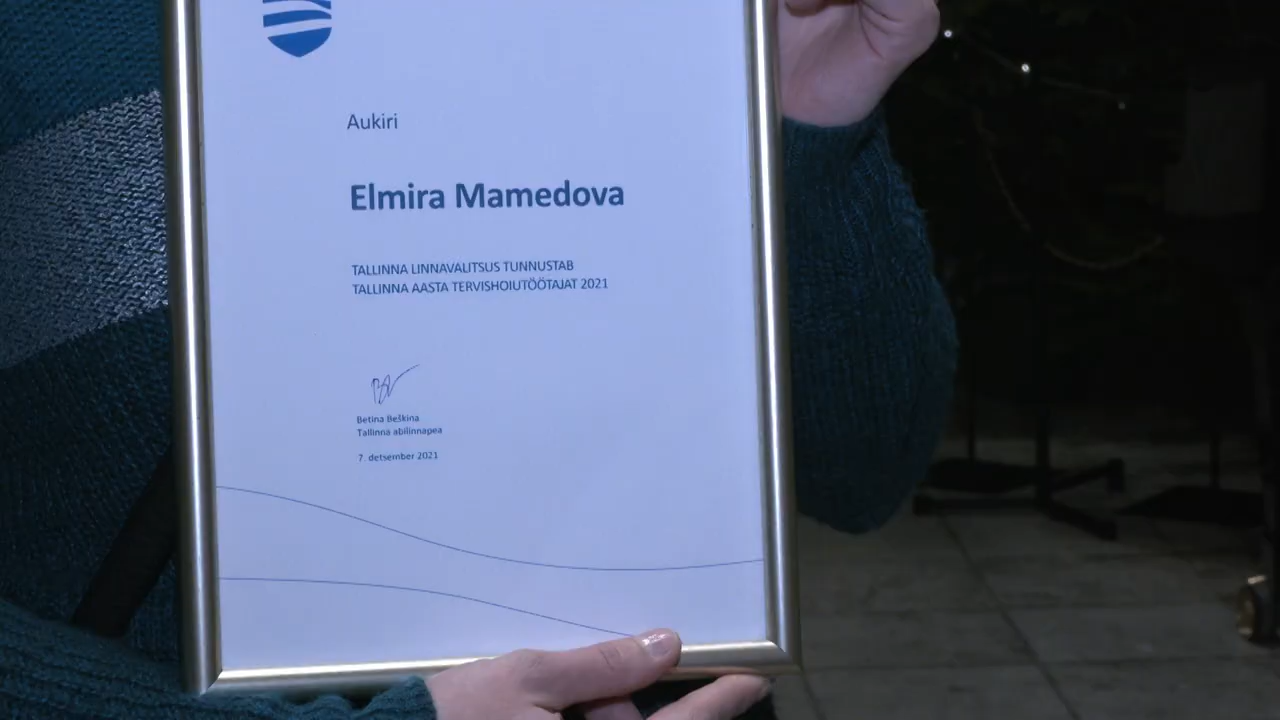 Aukiri
Elmira Mamedova
TALLINNA LINNAVALITSUS TUNNUSTAB
TALLINNA AASTA TERVISHOIUTÖÖTAJAT 2021
Betina Beškina
Tallinna abilinnapea
7 detsember 2021